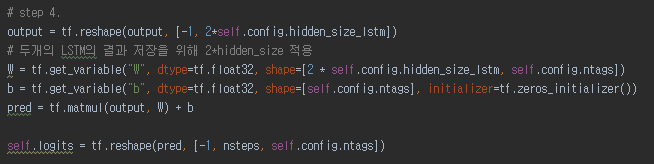 # step 4.
output = tf.reshape(output, [-1, 2*self.config.hidden_size_lstm])
# 두개의 LSTM의 결과 저장을 위해 2*hidden_size 적용
W = tf.get_variable("W", dtype=tf.float32, shape=[2 * self.config.hidden_size_lstm, self.config.ntags])
b = tf.get_variable("b", dtype=tf.float32, shape=[self.config.ntags], initializer=tf.zeros_initializer())
pred = tf.matmul(output, W) + b
self.logits = tf.reshape(pred, [-1, nsteps, self.config.ntags])